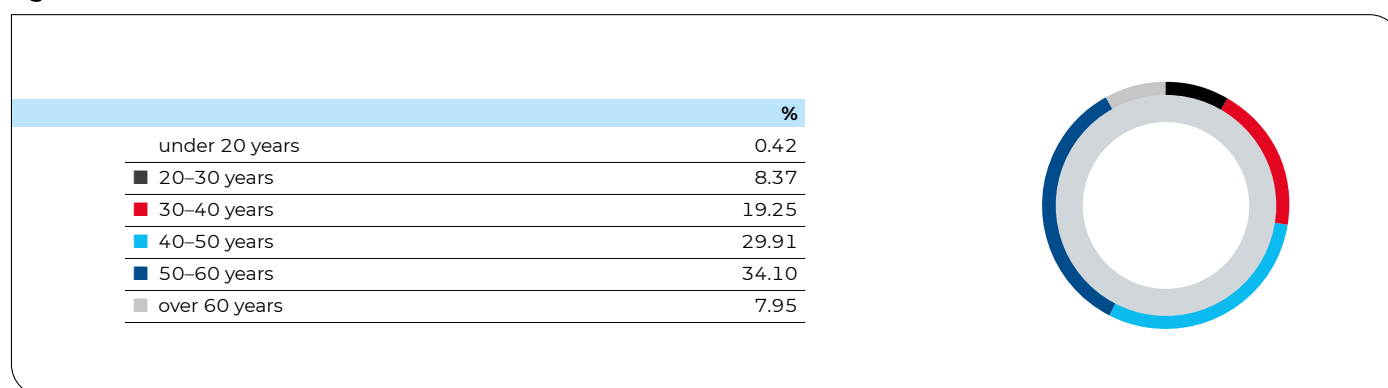 %
under 20 years 0.42
20–30 years 8.37
30–40 years 19.25
40–50 years 29.91
50–60 years 34.10
over 60 years 7.95